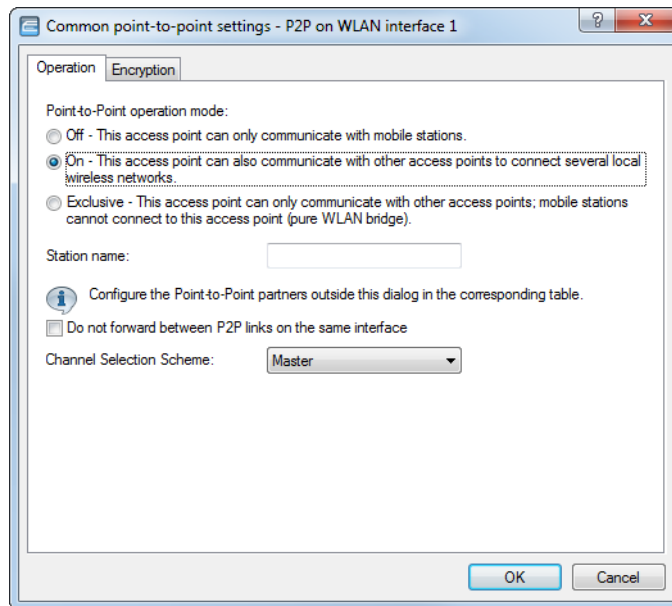 Common point-to-point settings - P2P on WLAN interface 1
?
Operation
Encryption
Point-to-Point operation mode:
Off - This access point can only communicate with mobile stations.
On - This access point can also communicate with other access points to connect several local
wireless networks.
Exclusive - This access point can only communicate with other access points; mobile stations
cannot connect to this access point (pure WLAN bridge).
Station name:
Configure the Point-to-Point partners outside this dialog in the corresponding table.
Do not forward between P2P links on the same interface
Channel Selection Scheme: Master
OK
Cancel